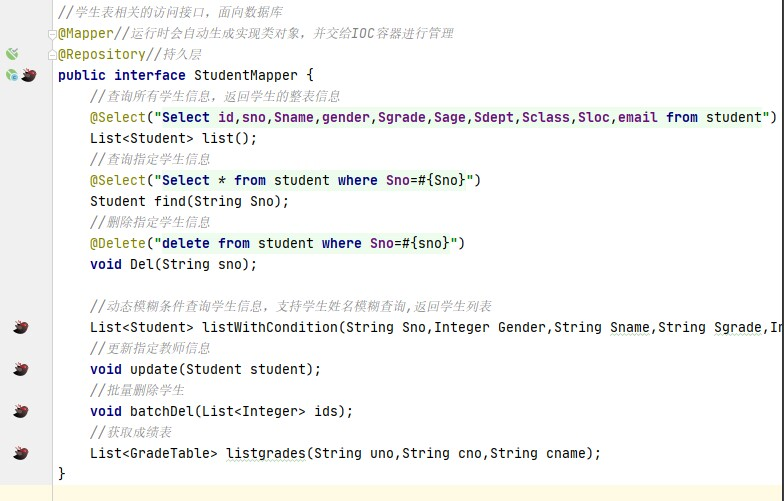 //学生表相关的访问接口，面向数据库
@Mapper//运行时会自动生成实现类对象，并交给IOC容器进行管理
@Repository//持久层
public interface StudentMapper {
//查询所有学生信息，返回学生的整表信息
@Select("Select id,sno,Sname,gender,Sgrade,Sage,Sdept,Sclass,Sloc,email from student")
List<Student> list();
//查询指定学生信息
@Select("Select * from student where Sno=#{Sno}")
Student find(String Sno);
//删除指定学生信息
@Delete("delete from student where Sno=#{sno}")
void Del(String sno);
//动态模糊条件查询学生信息，支持学生姓名模糊查询,返回学生列表
List<Student> listWithCondition(String Sno,Integer Gender,String Sname,String Sgrade,
//更新指定教师信息
void update(Student student);
//批量删除学生
void batchDel(List<Integer> ids);
//获取成绩表
List<GradeTable> listgrades(String uno,String cno,String cname);
}